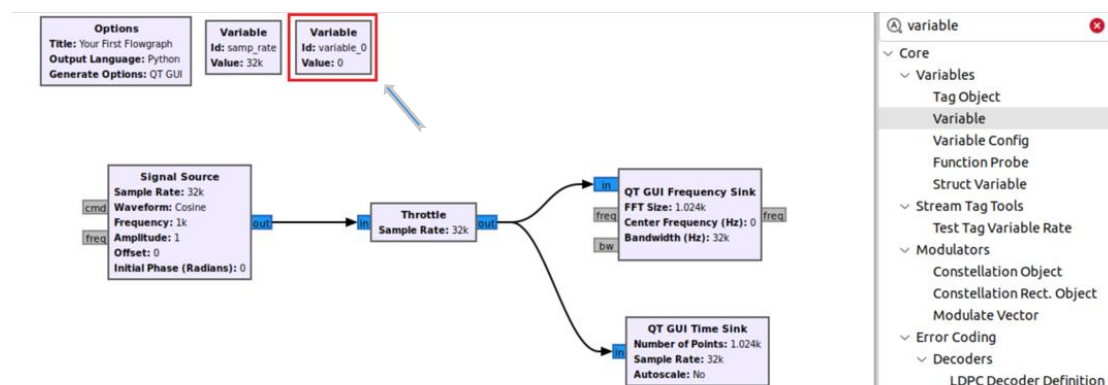 Options
Title: Your First Flowgraph
Output Language: Python
Generate Options: QT GUI
Variable
Id: samp_rate
Value: 32k
Variable
Id: variable_0
Value: 0
Signal Source
Sample Rate: 32k
Waveform: Cosine
Frequency: 1k
Amplitude: 1
Offset: 0
Initial Phase (Radians): 0
cmd
freq
out
in
Throttle
Sample Rate: 32k
out
in
freq
bw
QT GUI Frequency Sink
FFT Size: 1.024k
Center Frequency (Hz): 0
Bandwidth (Hz): 32k
freq
in
QT GUI Time Sink
Number of Points: 1.024k
Sample Rate: 32k
Autoscale: No
variable
Core
Variables
Tag Object
Variable
Variable Config
Function Probe
Struct Variable
Stream Tag Tools
Test Tag Variable Rate
Modulators
Constellation Object
Constellation Rect. Object
Modulate Vector
Error Coding
Decoders
LDPC Decoder Definition